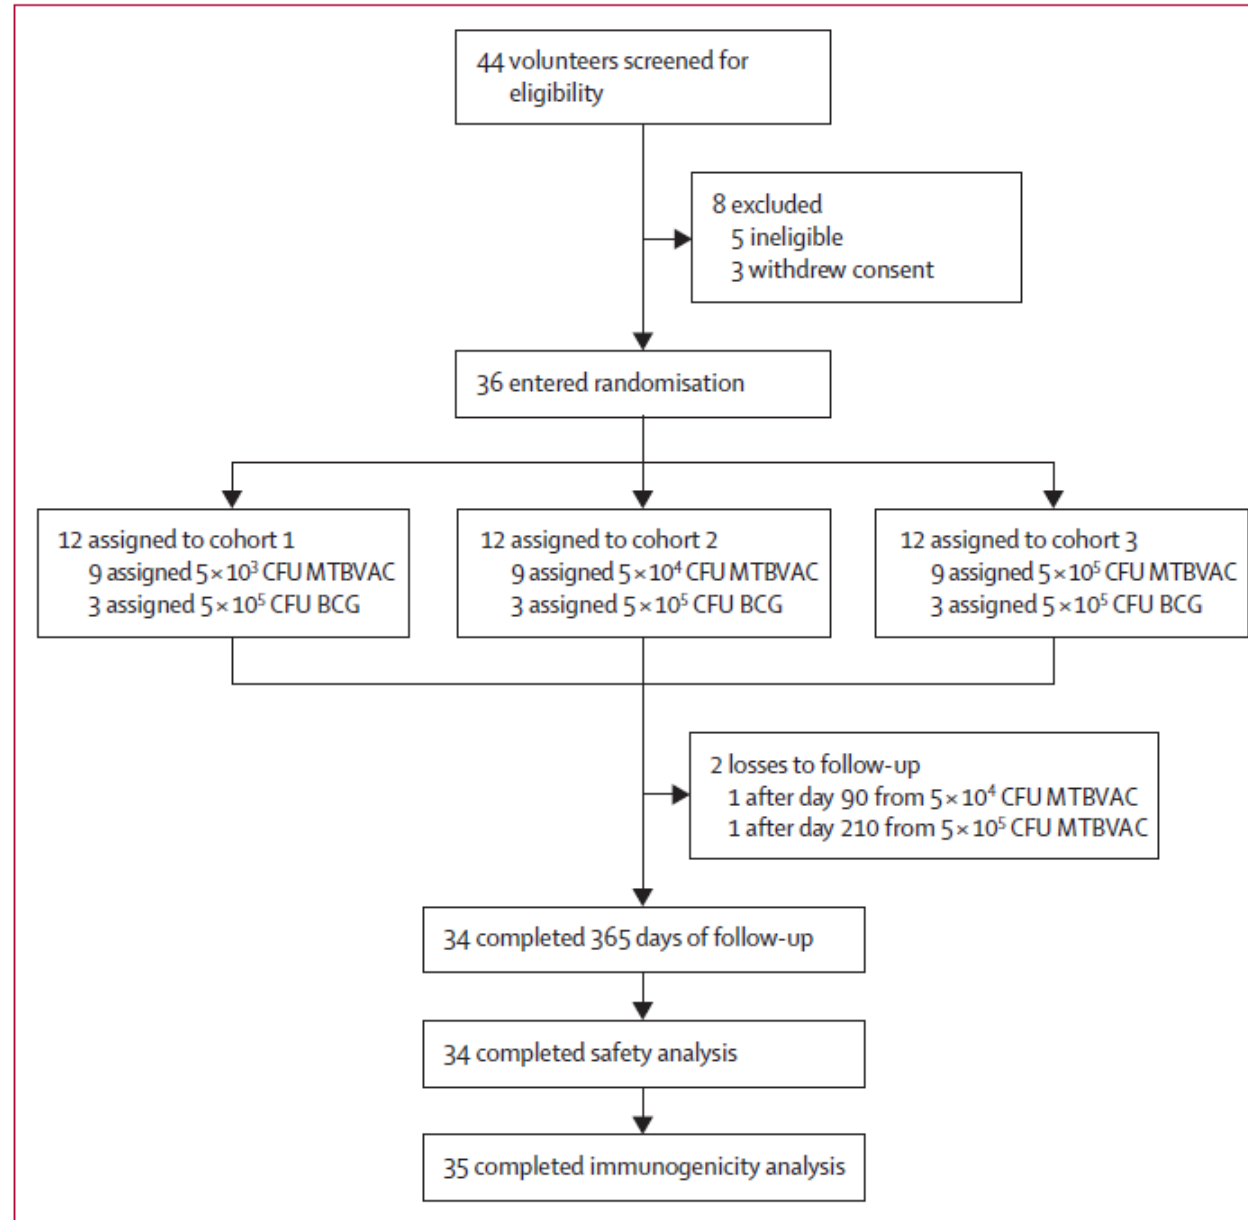 44 volunteers screened for
eligibility
8 excluded
5 ineligible
3 withdrew consent
36 entered randomisation
12 assigned to cohort 1
9 assigned 5×10³ CFU MTBVAC
3 assigned 5×10⁵ CFU BCG
12 assigned to cohort 2
9 assigned 5×10⁴ CFU MTBVAC
3 assigned 5×10⁵ CFU BCG
12 assigned to cohort 3
9 assigned 5×10⁵ CFU MTBVAC
3 assigned 5×10⁵ CFU BCG
2 losses to follow-up
1 after day 90 from 5×10⁴ CFU MTBVAC
1 after day 210 from 5×10⁵ CFU MTBVAC
34 completed 365 days of follow-up
34 completed safety analysis
35 completed immunogenicity analysis